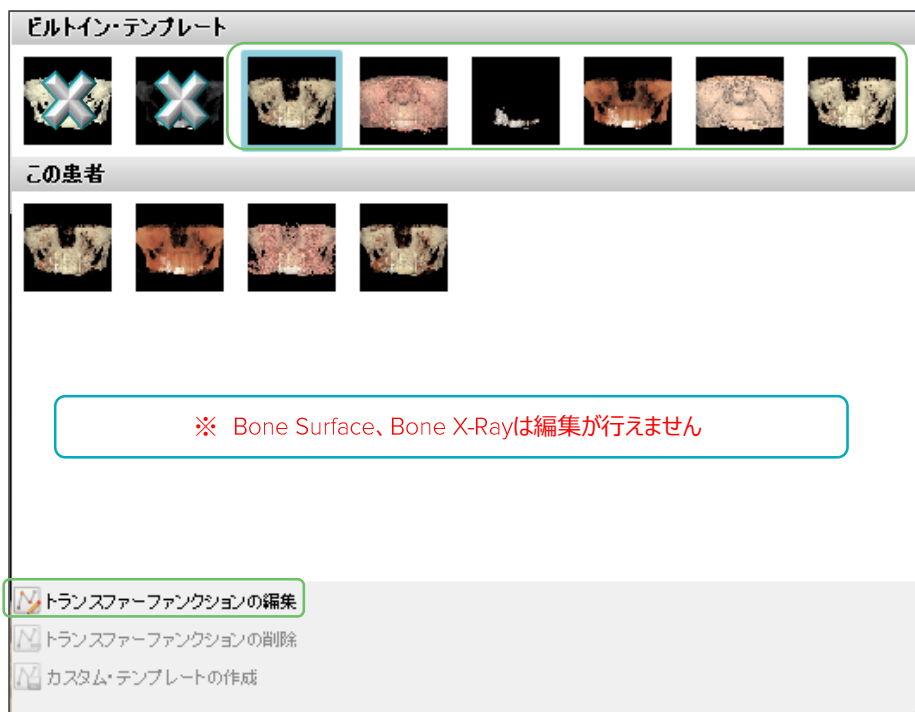 ビルトイン・テンプレート
この患者
※ Bone Surface、Bone X-Rayは編集が行えません
トランスファーファンクションの編集
トランスファーファンクションの削除
カスタム・テンプレートの作成